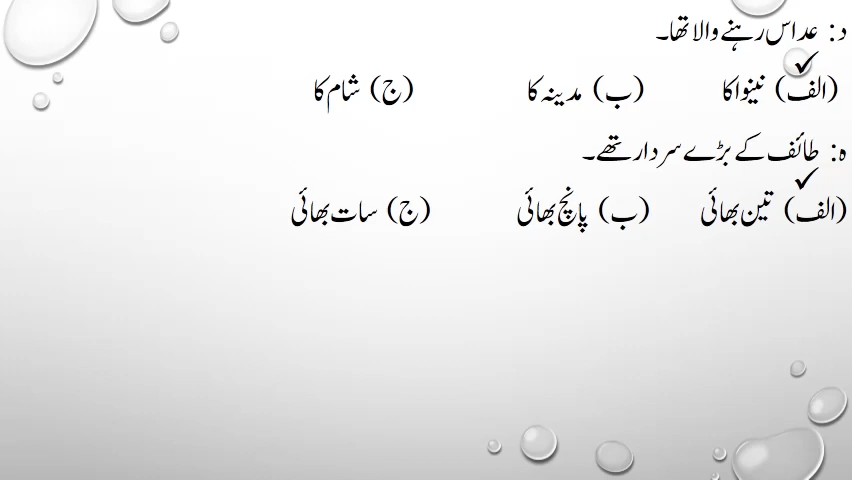 د: عداس رہنے والا تھا۔
(الف) نینوا کا (ب) مدینہ کا (ج) شام کا
ہ: طائف کے بڑے سردار تھے۔
(الف) تین بھائی (ب) پانچ بھائی (ج) سات بھائی